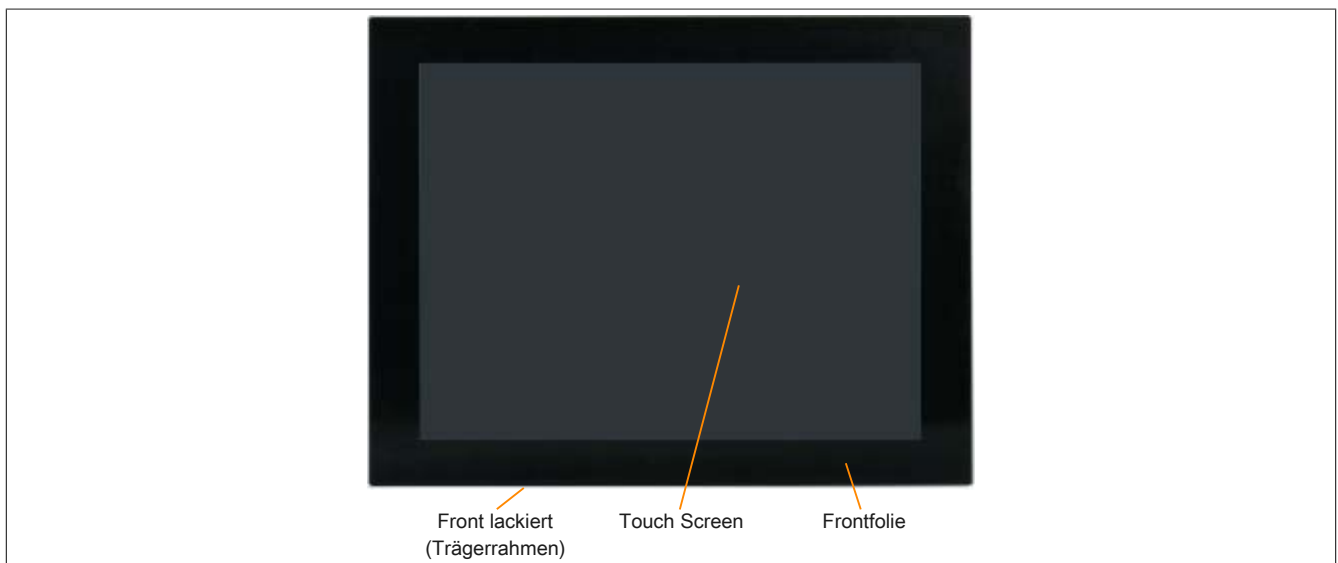 Front lackiert
(Trägerrahmen)
Touch Screen
Frontfolie